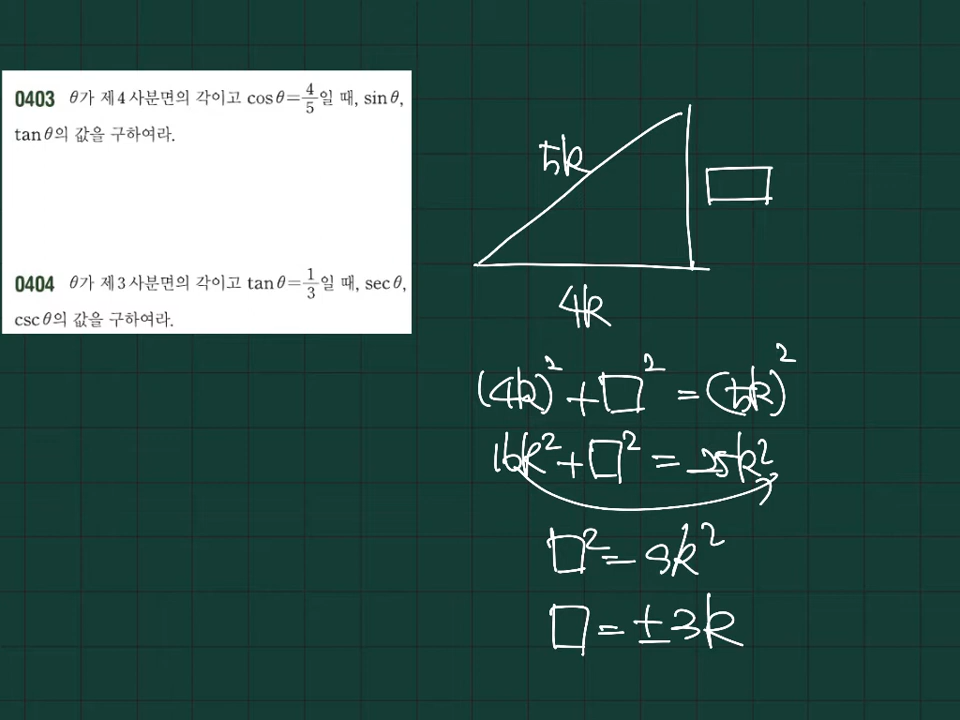 0403 θ가 제4사분면의 각이고 cosθ=4/5일 때, sinθ,
tanθ의 값을 구하여라.
0404 θ가 제3사분면의 각이고 tanθ=1/3일 때, secθ,
cscθ의 값을 구하여라.
5k
□
4k
(4k)²+□²=(5k)²
16k²+□²=25k²
□²=9k²
□=±3k